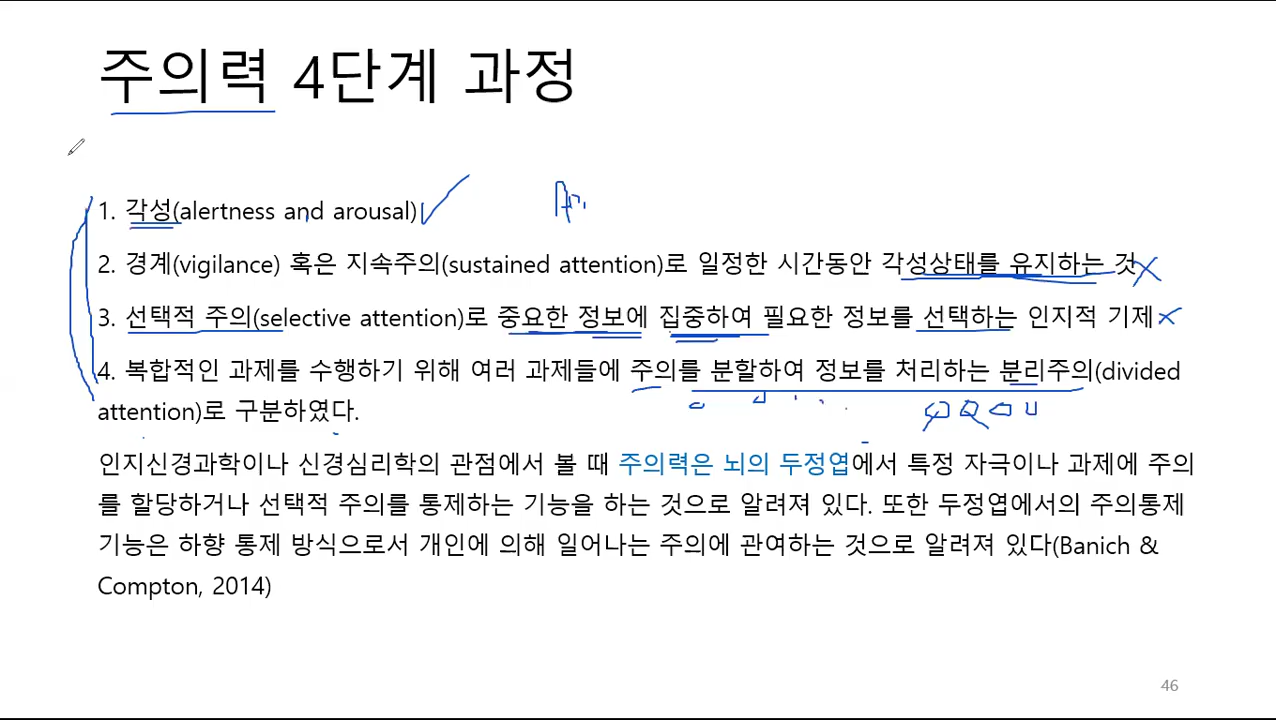 주의력 4단계 과정
1. 각성(alertness and arousal)
2. 경계(vigilance) 혹은 지속주의(sustained attention)로 일정한 시간동안 각성상태를 유지하는 것
3. 선택적 주의(selective attention)로 중요한 정보에 집중하여 필요한 정보를 선택하는 인지적 기제
4. 복합적인 과제를 수행하기 위해 여러 과제들에 주의를 분할하여 정보를 처리하는 분리주의(divided
attention)로 구분하였다.
인지신경과학이나 신경심리학의 관점에서 볼 때 주의력은 뇌의 두정엽에서 특정 자극이나 과제에 주의
를 할당하거나 선택적 주의를 통제하는 기능을 하는 것으로 알려져 있다. 또한 두정엽에서의 주의통제
기능은 하향 통제 방식으로서 개인에 의해 일어나는 주의에 관여하는 것으로 알려져 있다(Banich &
Compton, 2014)
46